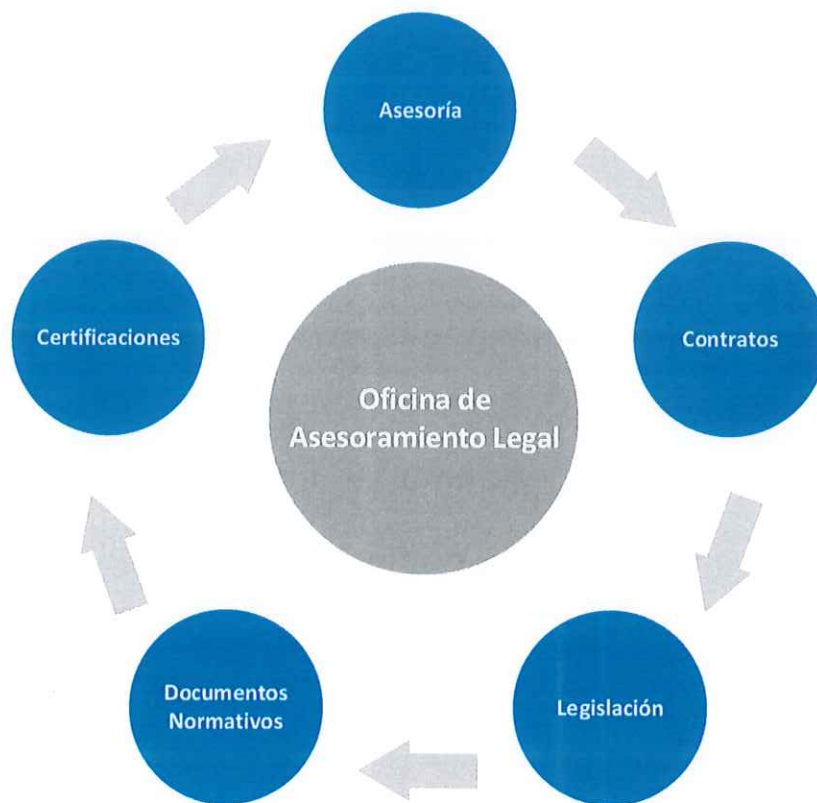 Asesoría
Certificaciones
Contratos
Oficina de
Asesoramiento Legal
Documentos
Normativos
Legislación